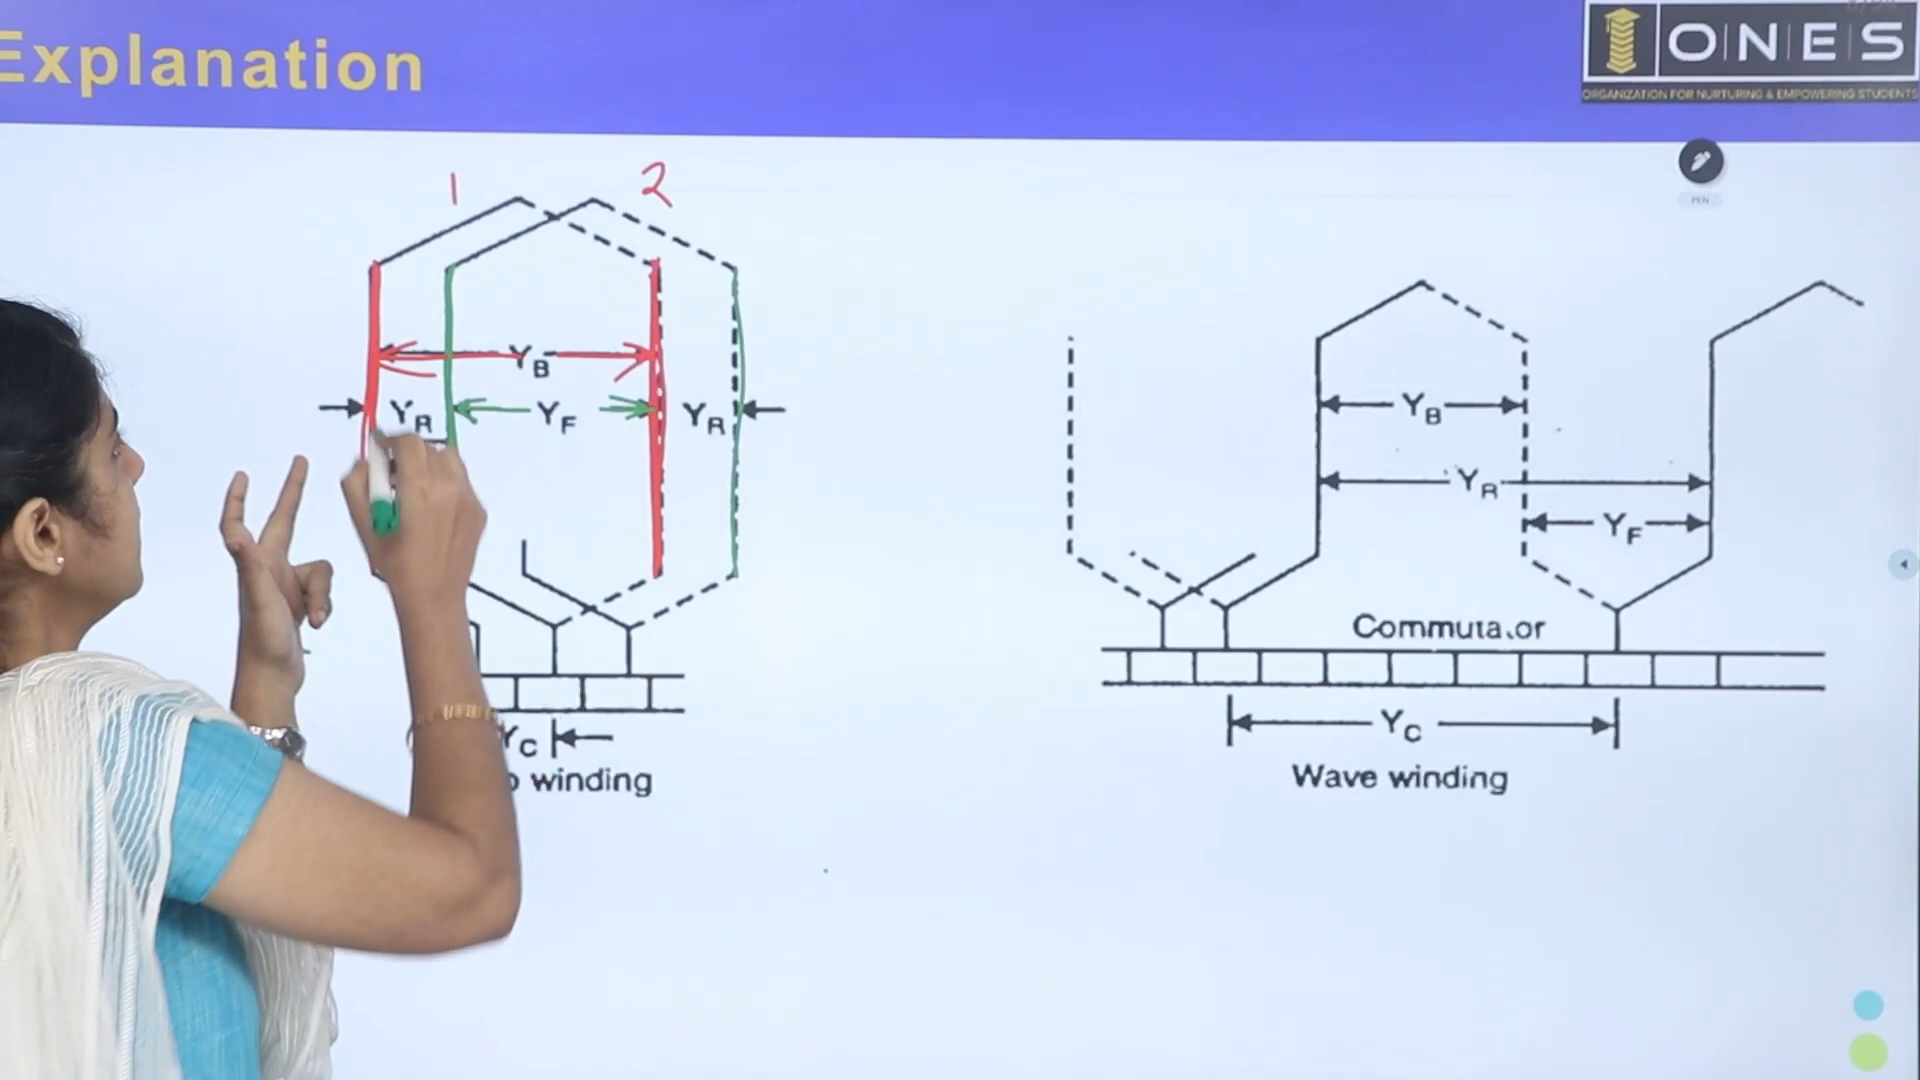 Explanation
O|N|E|S
ORGANIZATION FOR NURTURING & EMPOWERING STUDENTS
PEN
1 2
YB
YR YF YR
YC
winding
YB
YR
YF
Commutator
YC
Wave winding